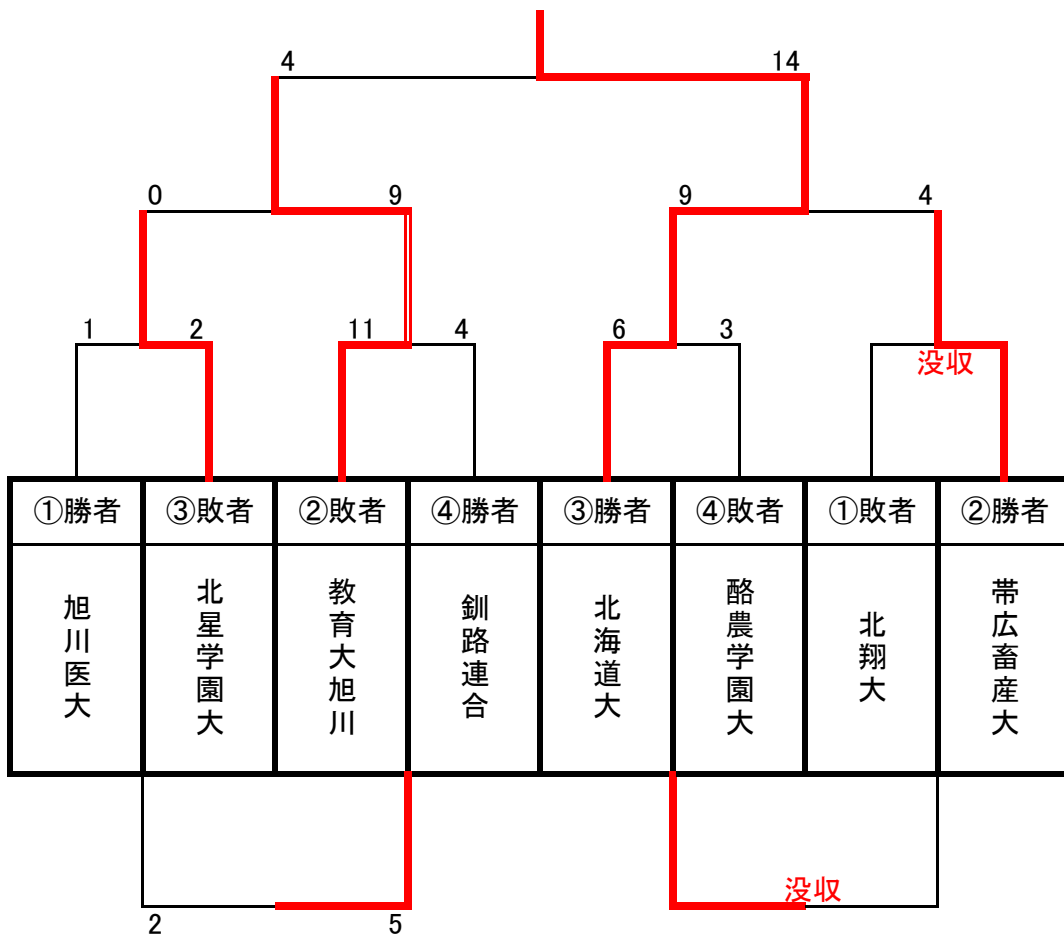 4 14
0 9 9 4
1 2 11 4 6 3
没収
①勝者 ③敗者 ②敗者 ④勝者 ③勝者 ④敗者 ①敗者 ②勝者
旭川医大
北星学園大
教育大旭川
釧路連合
北海道大
酪農学園大
北翔大
帯広畜産大
没収
2 5